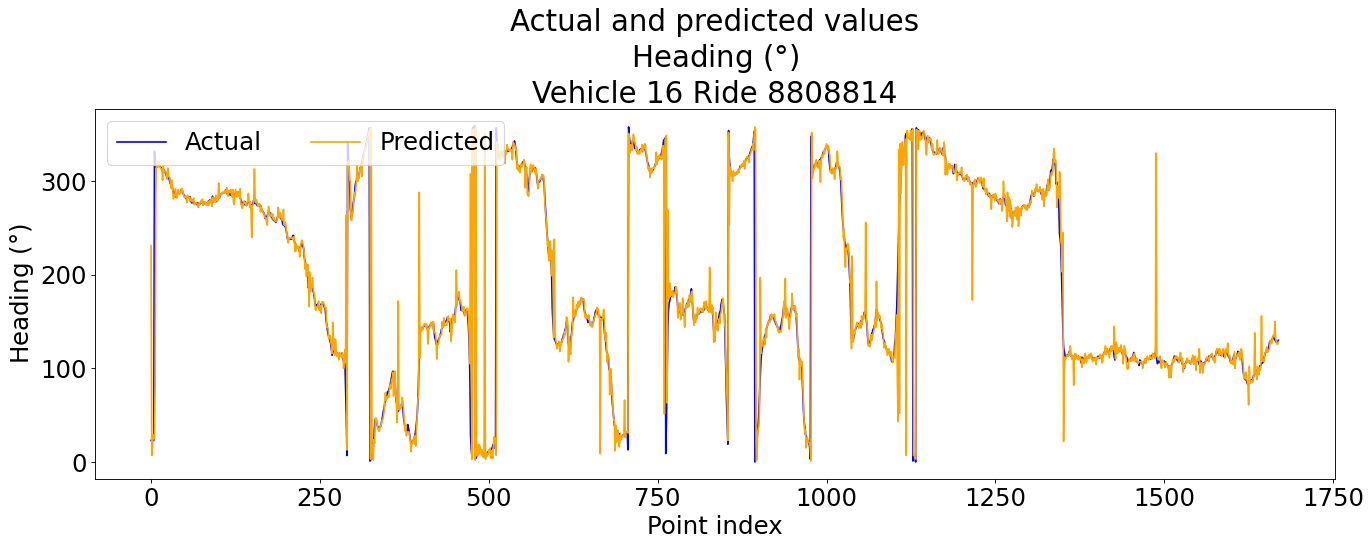 Actual and predicted values
Heading (°)
Vehicle 16 Ride 8808814
Actual Predicted
Heading (°)
300
200
100
0
0 250 500 750 1000 1250 1500 1750
Point index